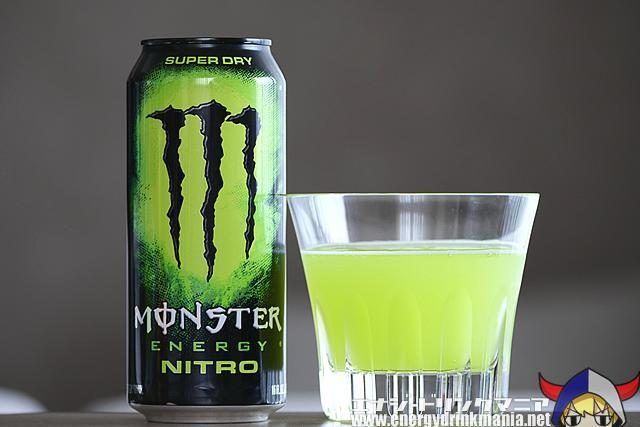 SUPER DRY
MONSTER
ENERGY
NITRO
エナジードリンクマニア
www.energydrinkmania.net